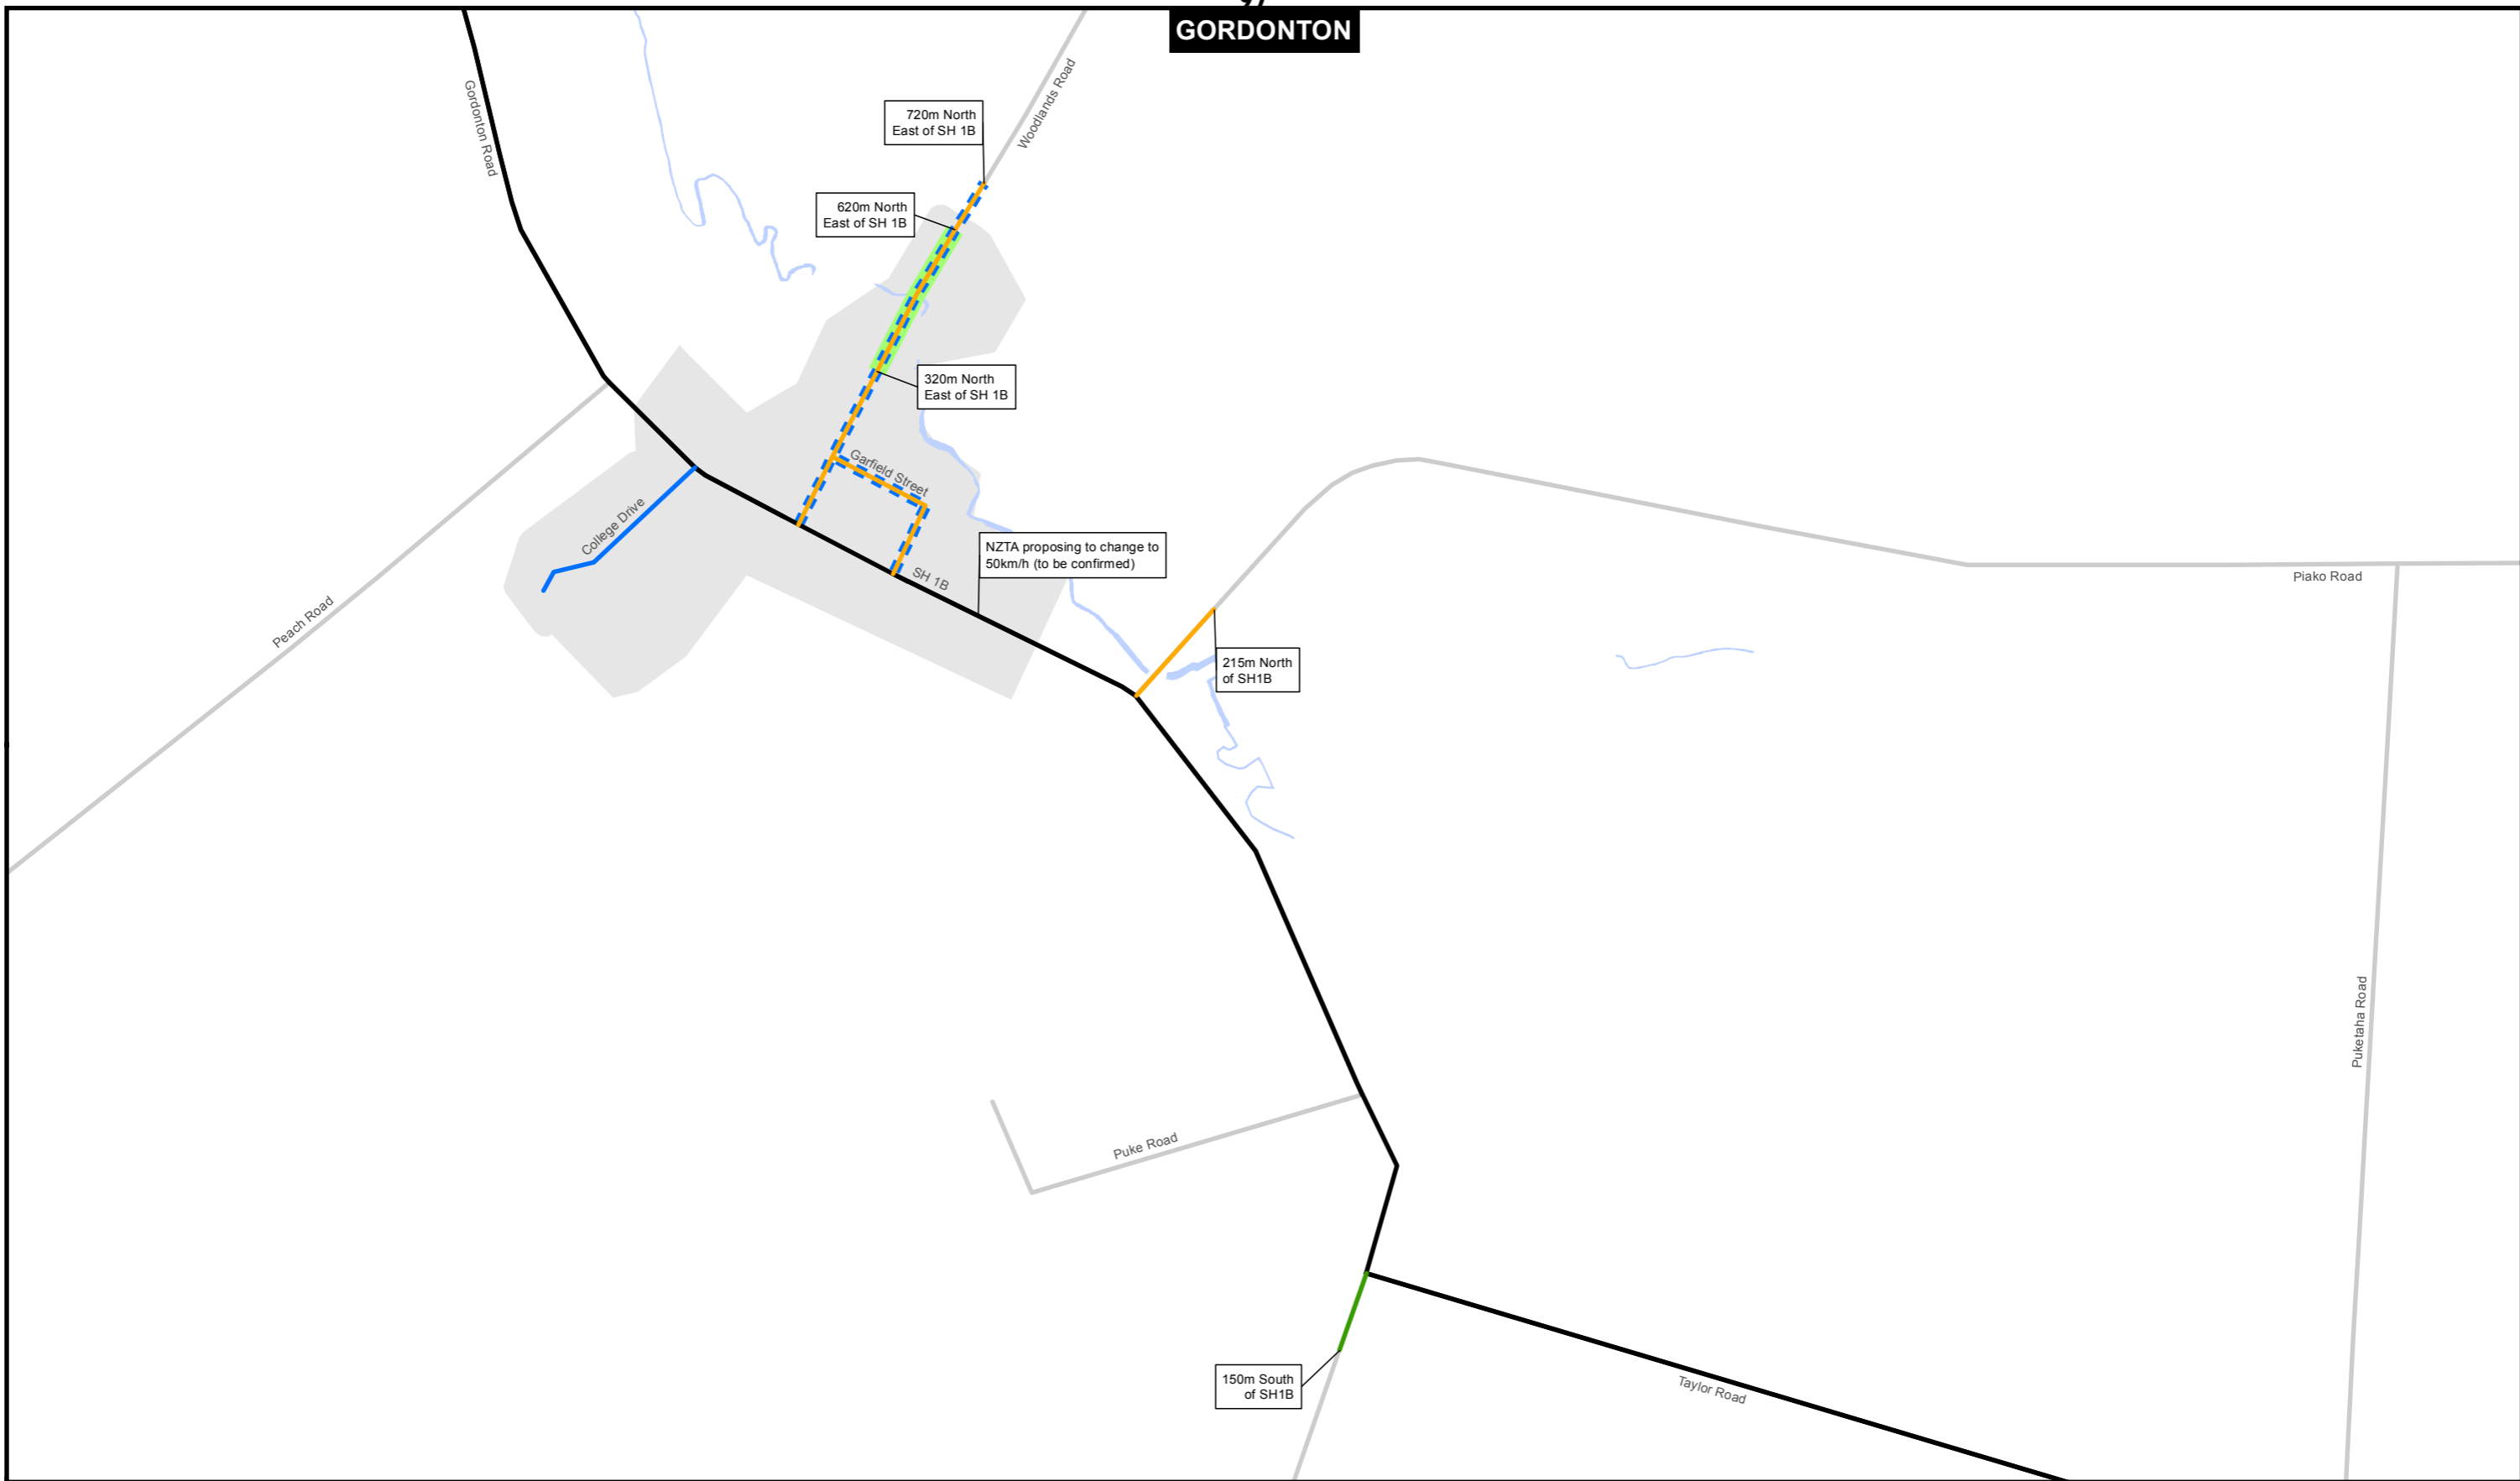 GORDONTON
Gordonton Road
Woodlands Road
720m North
East of SH 1B
620m North
East of SH 1B
320m North
East of SH 1B
Garfield Street
College Drive
NZTA proposing to change to
50km/h (to be confirmed)
SH 1B
Piako Road
Peach Road
215m North
of SH1B
Puketaha Road
Puke Road
150m South
of SH1B
Taylor Road